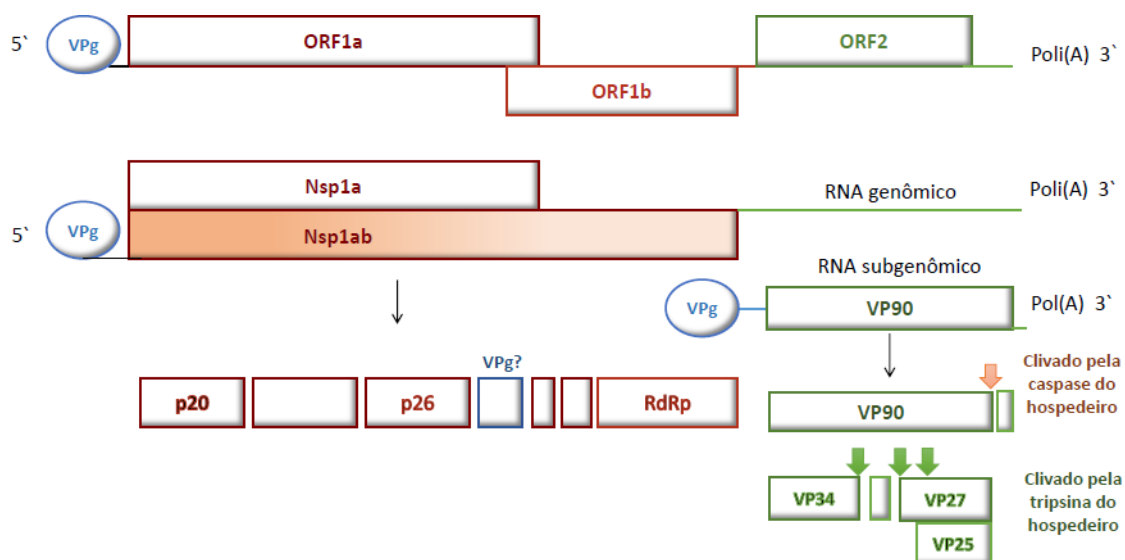 5` VPg ORF1a ORF2 Poli(A) 3`
ORF1b
Nsp1a RNA genômico Poli(A) 3`
5` VPg Nsp1ab
RNA subgenômico
VPg VP90 Pol(A) 3`
VPg?
p20 p26 RdRp
VP90
Clivado pela
caspase do
hospedeiro
VP34 VP27
VP25
Clivado pela
tripsina do
hospedeiro